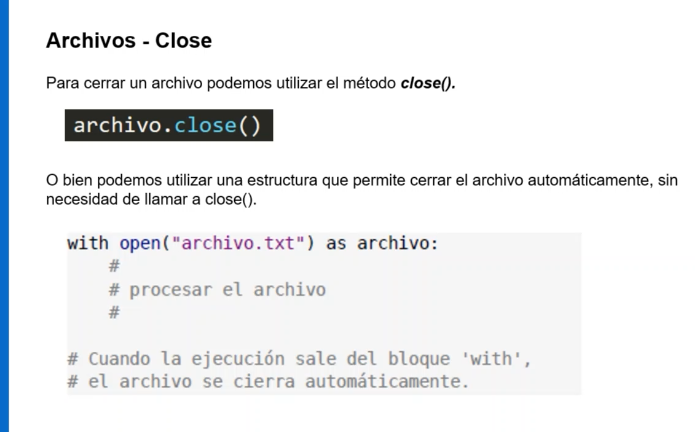 Archivos - Close
Para cerrar un archivo podemos utilizar el método close().
archivo.close()
O bien podemos utilizar una estructura que permite cerrar el archivo automáticamente, sin
necesidad de llamar a close().
with open("archivo.txt") as archivo:
    #
    # procesar el archivo
    #
# Cuando la ejecución sale del bloque 'with',
# el archivo se cierra automáticamente.